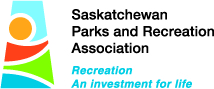 Saskatchewan
Parks and Recreation
Association
Recreation
An investment for life